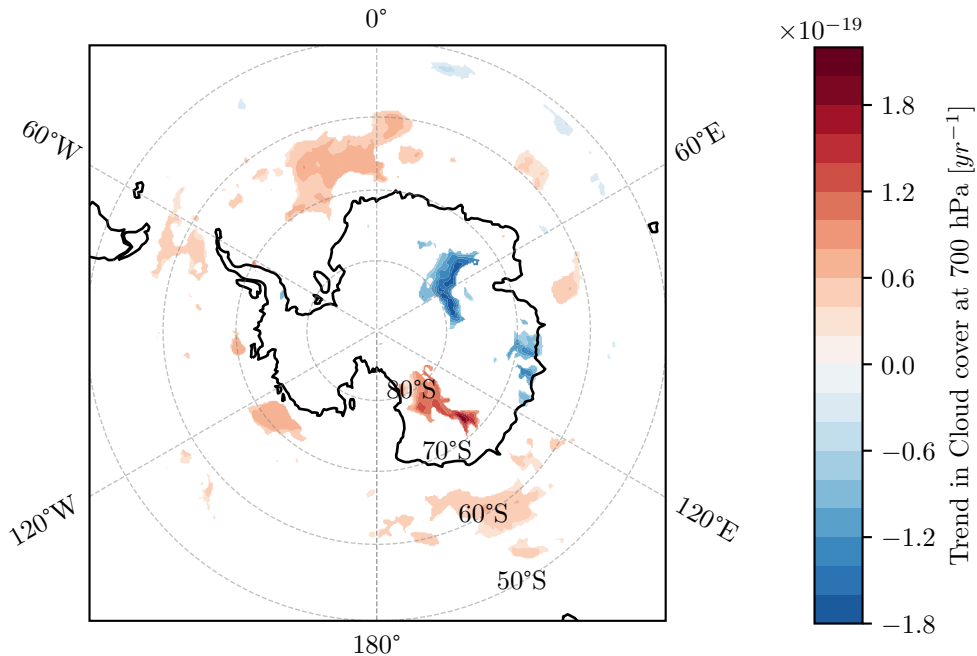 0°
×10⁻¹⁹
60°W
60°E
1.8
1.2
0.6
0.0
−0.6
−1.2
−1.8
Trend in Cloud cover at 700 hPa [yr⁻¹]
80°S
70°S
60°S
50°S
120°W
120°E
180°